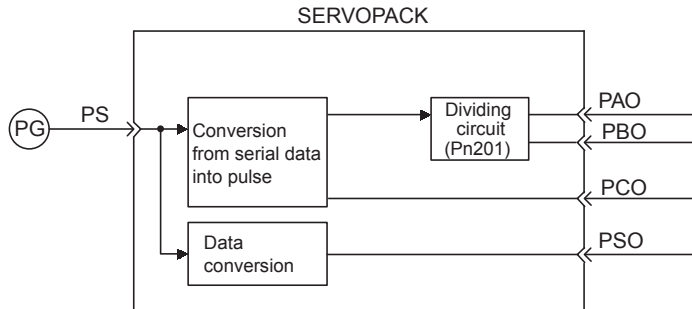 SERVOPACK
PG
PS
Conversion
from serial data
into pulse
Dividing
circuit
(Pn201)
PAO
PBO
PCO
Data
conversion
PSO